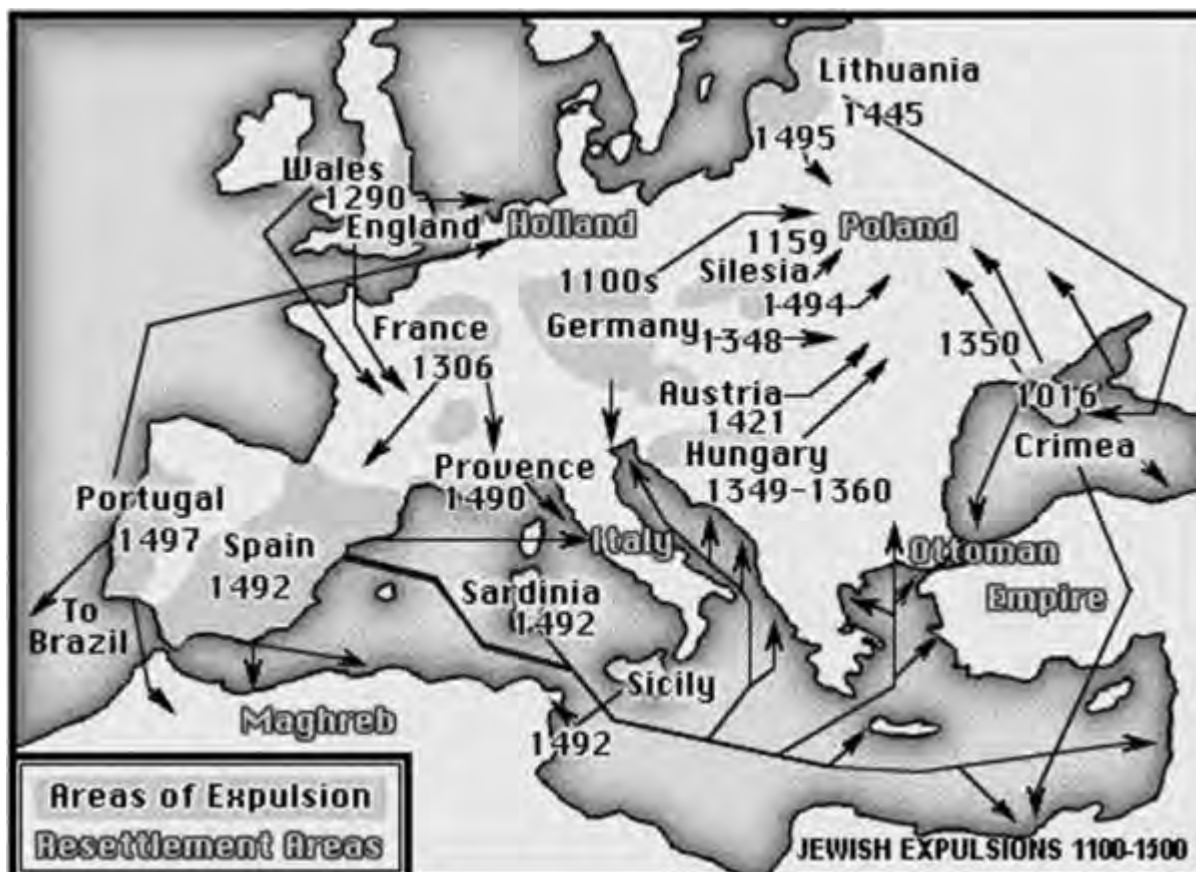 Lithuania
1445
1495
Wales
1290
England
Holland
1159
Poland
1100s
Silesia
1494
France
1306
Germany
1348
1350
Austria
1421
1016
Crimea
Hungary
1349-1360
Provence
1490
Portugal
1497
Spain
1492
Italy
Ottoman
Empire
Sardinia
1492
To
Brazil
Sicily
1492
Maghreb
Areas of Expulsion
Resettlement Areas
JEWISH EXPULSIONS 1100-1500